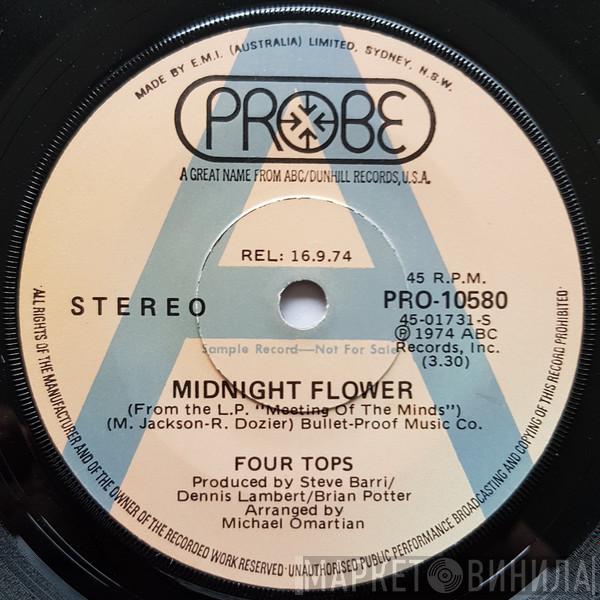 MADE BY E.M.I. (AUSTRALIA) LIMITED, SYDNEY, N.S.W.
PROBE
A GREAT NAME FROM ABC/DUNHILL RECORDS, U.S.A.
REL: 16.9.74
STEREO
45 R.P.M.
PRO-10580
45-01731-S
Ⓟ 1974 ABC
Records, Inc.
(3.30)
Sample Record—Not For Sale
MIDNIGHT FLOWER
(From the L.P. "Meeting Of The Minds")
(M. Jackson-R. Dozier) Bullet-Proof Music Co.
FOUR TOPS
Produced by Steve Barri/
Dennis Lambert/Brian Potter
Arranged by
Michael Omartian
·ALL RIGHTS OF THE MANUFACTURER AND OF THE OWNER OF THE RECORDED WORK RESERVED·UNAUTHORISED PUBLIC PERFORMANCE BROADCASTING AND COPYING OF THIS RECORD PROHIBITED·
МАРКЕТ ВИНИЛА